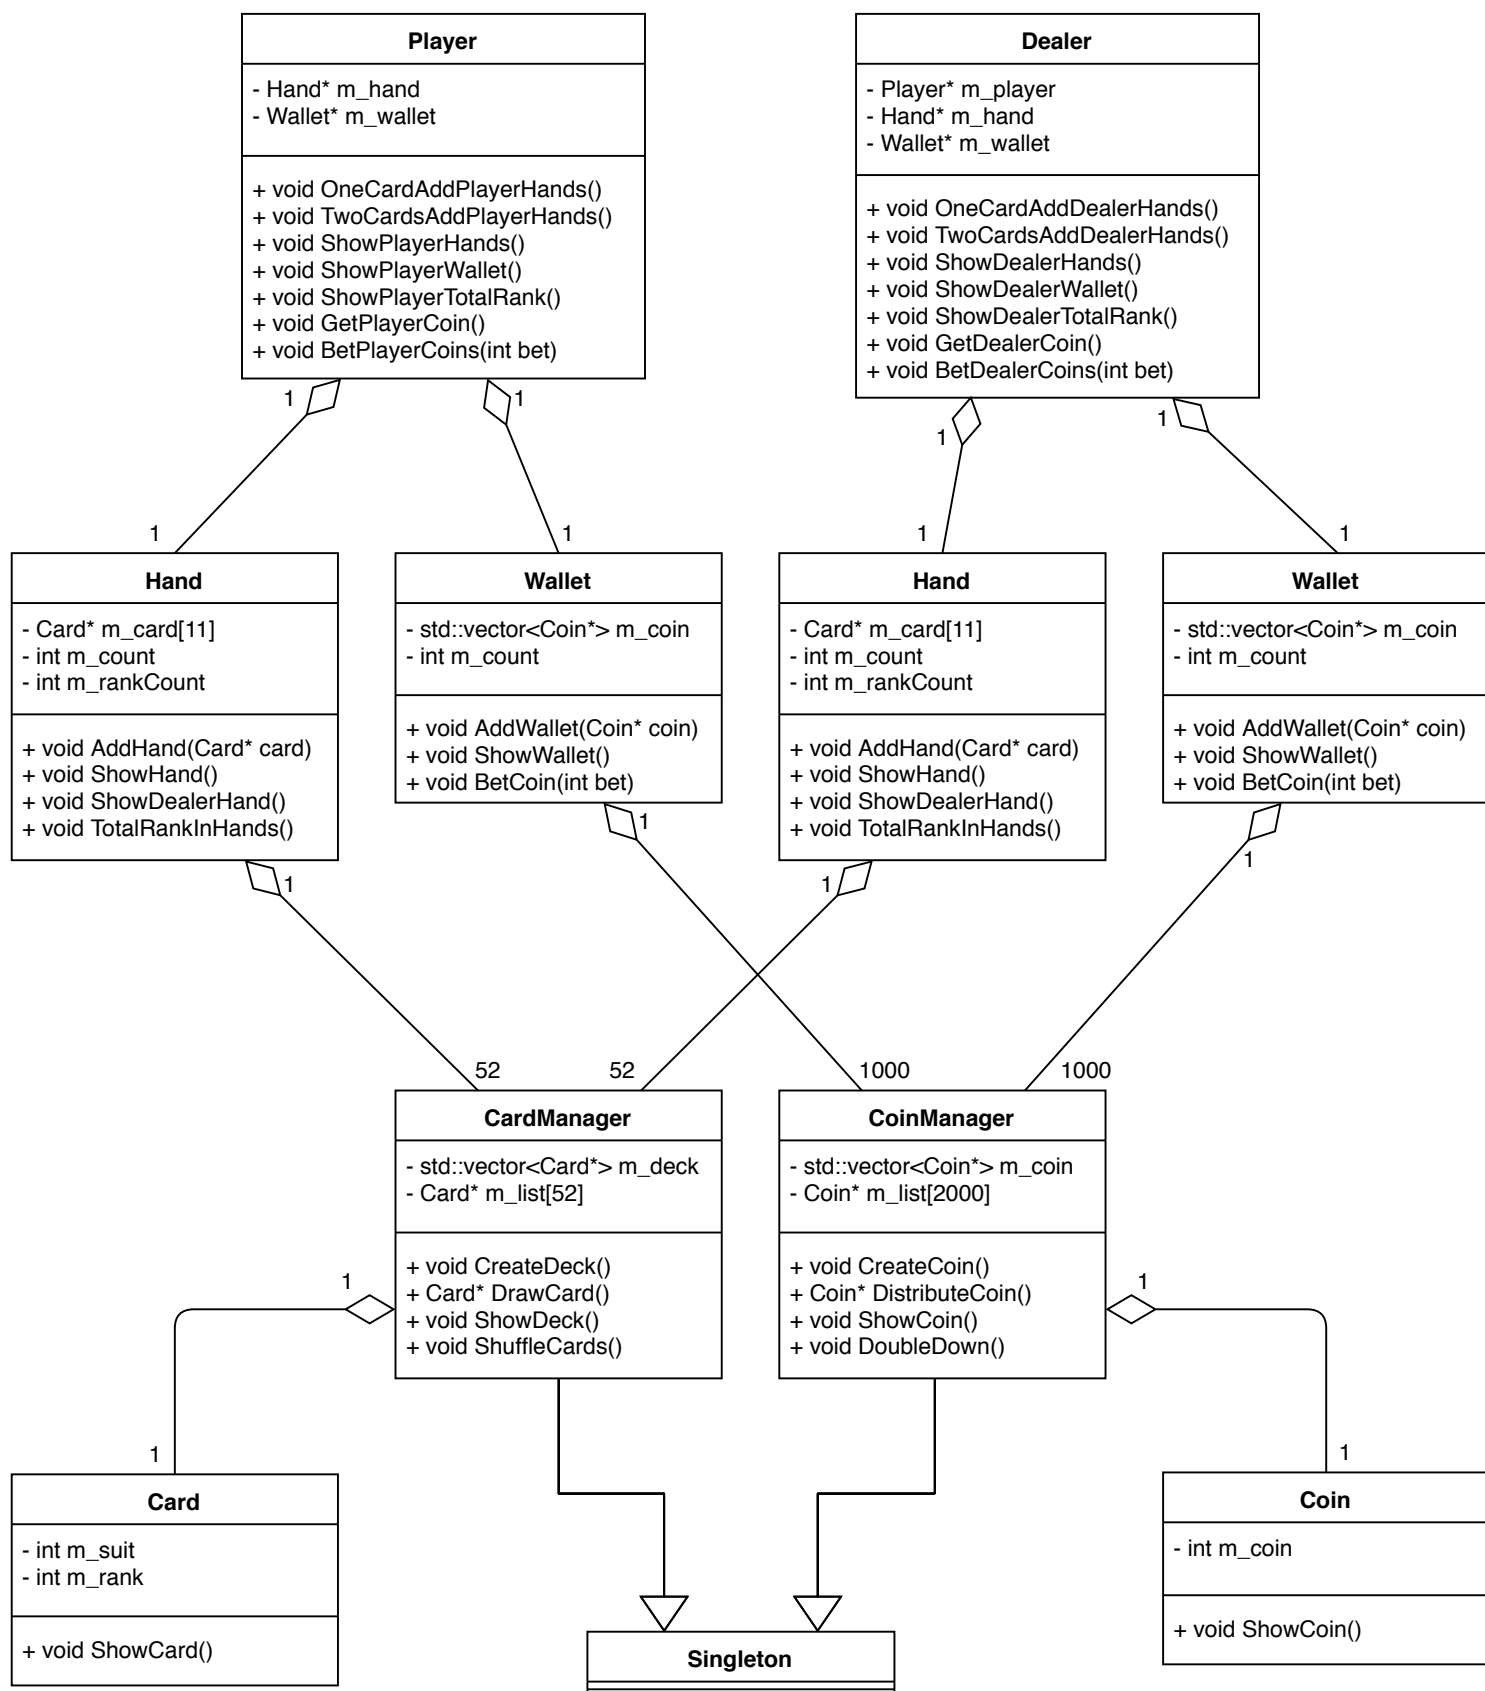 Player
- Hand* m_hand
- Wallet* m_wallet
+ void OneCardAddPlayerHands()
+ void TwoCardsAddPlayerHands()
+ void ShowPlayerHands()
+ void ShowPlayerWallet()
+ void ShowPlayerTotalRank()
+ void GetPlayerCoin()
+ void BetPlayerCoins(int bet)
Dealer
- Player* m_player
- Hand* m_hand
- Wallet* m_wallet
+ void OneCardAddDealerHands()
+ void TwoCardsAddDealerHands()
+ void ShowDealerHands()
+ void ShowDealerWallet()
+ void ShowDealerTotalRank()
+ void GetDealerCoin()
+ void BetDealerCoins(int bet)
1
1
1
1
1
1
1
1
Hand
- Card* m_card[11]
- int m_count
- int m_rankCount
+ void AddHand(Card* card)
+ void ShowHand()
+ void ShowDealerHand()
+ void TotalRankInHands()
Wallet
- std::vector<Coin*> m_coin
- int m_count
+ void AddWallet(Coin* coin)
+ void ShowWallet()
+ void BetCoin(int bet)
Hand
- Card* m_card[11]
- int m_count
- int m_rankCount
+ void AddHand(Card* card)
+ void ShowHand()
+ void ShowDealerHand()
+ void TotalRankInHands()
Wallet
- std::vector<Coin*> m_coin
- int m_count
+ void AddWallet(Coin* coin)
+ void ShowWallet()
+ void BetCoin(int bet)
1
1
1
1
52
52
1000
1000
CardManager
- std::vector<Card*> m_deck
- Card* m_list[52]
+ void CreateDeck()
+ Card* DrawCard()
+ void ShowDeck()
+ void ShuffleCards()
CoinManager
- std::vector<Coin*> m_coin
- Coin* m_list[2000]
+ void CreateCoin()
+ Coin* DistributeCoin()
+ void ShowCoin()
+ void DoubleDown()
1
1
1
1
Card
- int m_suit
- int m_rank
+ void ShowCard()
Coin
- int m_coin
+ void ShowCoin()
Singleton